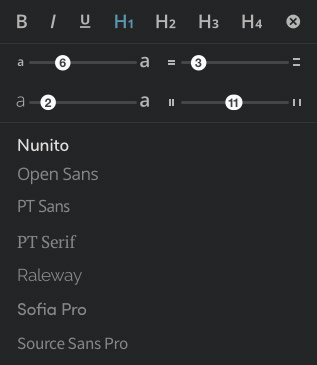 B I U H1 H2 H3 H4
a 6 a 3
a 2 a 11
Nunito
Open Sans
PT Sans
PT Serif
Raleway
Sofia Pro
Source Sans Pro